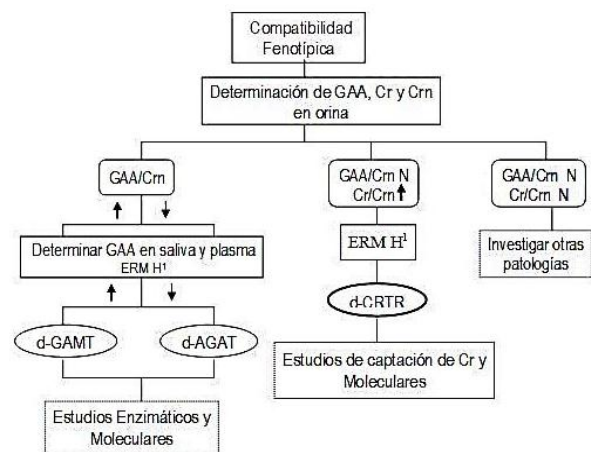 Compatibilidad
Fenotípica
Determinación de GAA, Cr y Crn
en orina
GAA/Crn
GAA/Crn N
Cr/Crn
GAA/Crn N
Cr/Crn N
Determinar GAA en saliva y plasma
ERM H¹
ERM H¹
Investigar otras
patologías
d-GAMT
d-AGAT
d-CRTR
Estudios de captación de Cr y
Moleculares
Estudios Enzimáticos y
Moleculares